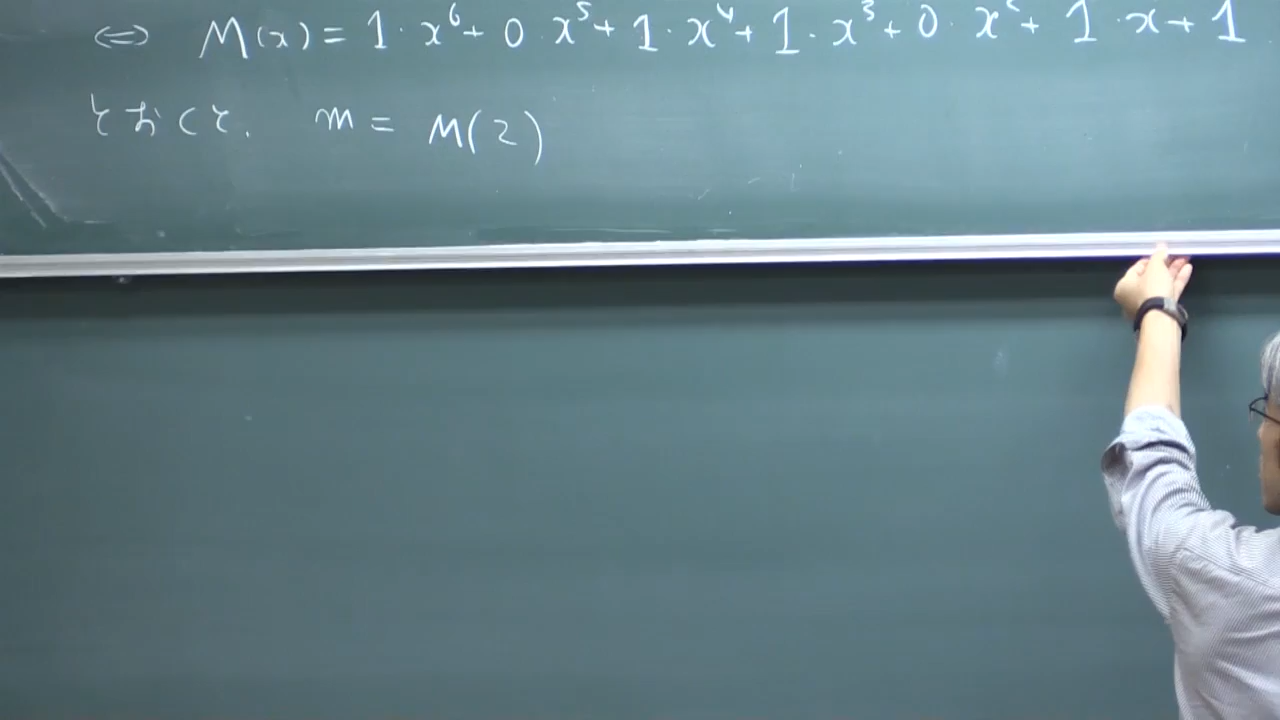 ⇔ M(x) = 1・x⁶ + 0・x⁵ + 1・x⁴ + 1・x³ + 0・x² + 1・x + 1
とおくと. m = M(2)